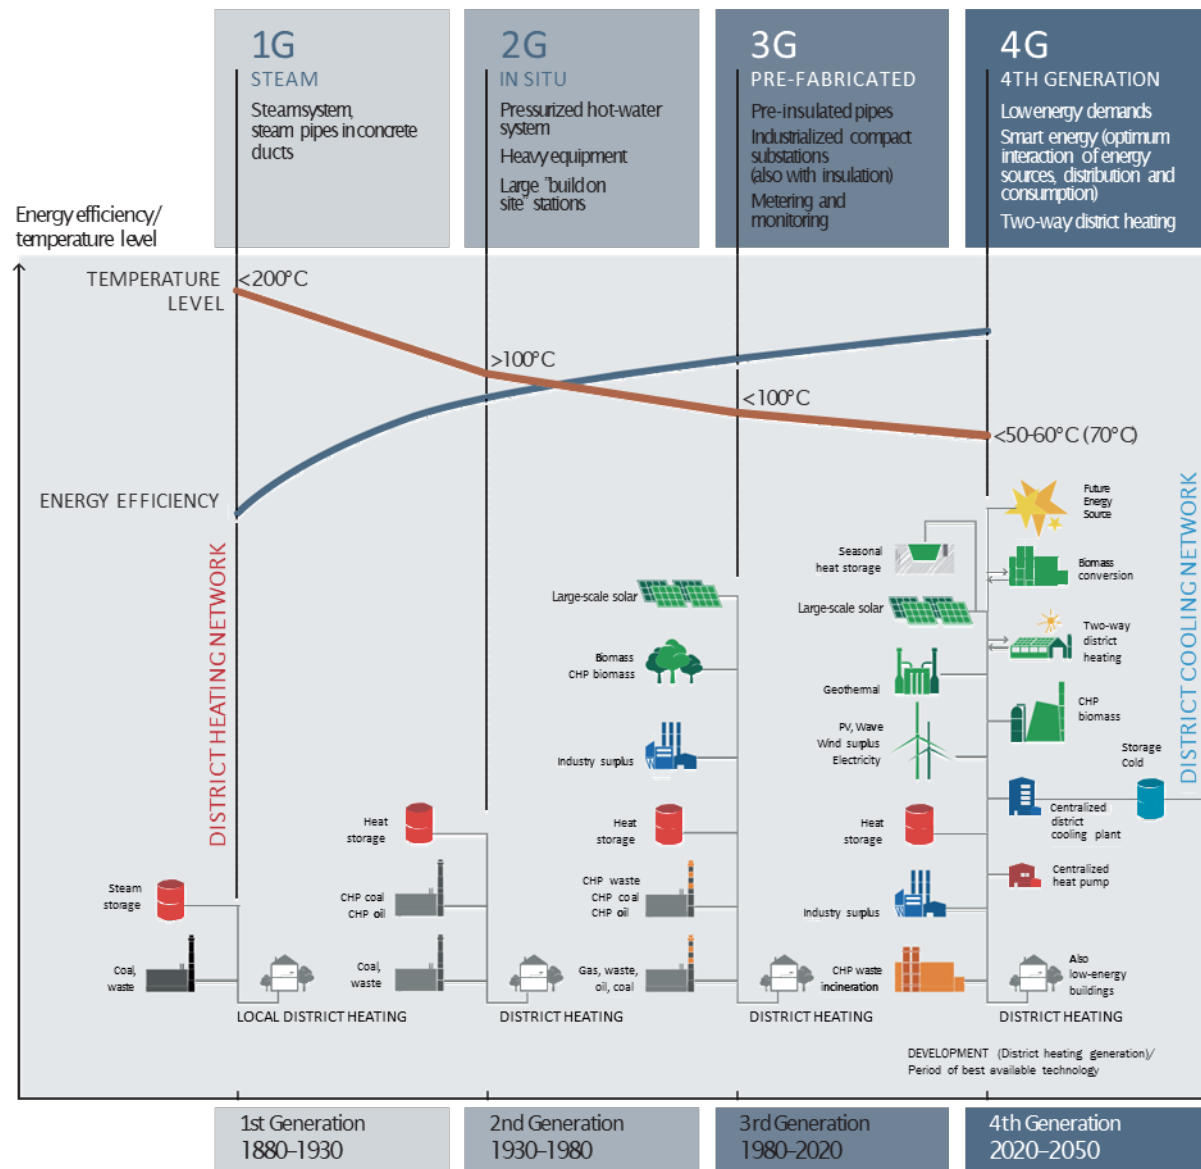 1G
STEAM
Steamsystem,
steam pipes in concrete
ducts
2G
IN SITU
Pressurized hot-water
system
Heavy equipment
Large "build on
site" stations
3G
PRE-FABRICATED
Pre-insulated pipes
Industrialized compact
substations
(also with insulation)
Metering and
monitoring
4G
4TH GENERATION
Low energy demands
Smart energy (optimum
interaction of energy
sources, distribution and
consumption)
Two-way district heating
Energy efficiency/
temperature level
TEMPERATURE
LEVEL
<200°C
>100°C
<100°C
<50-60°C (70°C)
ENERGY EFFICIENCY
DISTRICT HEATING NETWORK
DISTRICT COOLING NETWORK
Steam
storage
Coal,
waste
LOCAL DISTRICT HEATING
Heat
storage
CHP coal
CHP oil
Coal,
waste
DISTRICT HEATING
Large-scale solar
Biomass
CHP biomass
Industry surplus
Heat
storage
CHP waste
CHP coal
CHP oil
Gas, waste,
oil, coal
DISTRICT HEATING
Seasonal
heat storage
Large-scale solar
Geothermal
PV, Wave
Wind surplus
Electricity
Heat
storage
Industry surplus
CHP waste
incineration
Future
Energy
Source
Biomass
conversion
Two-way
district
heating
CHP
biomass
Storage
Cold
Centralized
district
cooling plant
Centralized
heat pump
Also
low-energy
buildings
DISTRICT HEATING
DEVELOPMENT (District heating generation)/
Period of best available technology
1st Generation
1880–1930
2nd Generation
1930–1980
3rd Generation
1980–2020
4th Generation
2020–2050